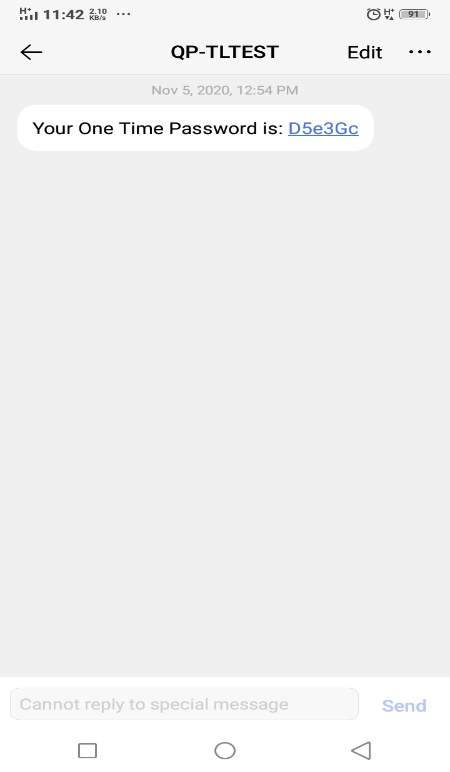 H+ 11:42 2.10 KB/s ... H+ 91
QP-TLTEST Edit ...
Nov 5, 2020, 12:54 PM
Your One Time Password is: D5e3Gc
Cannot reply to special message Send